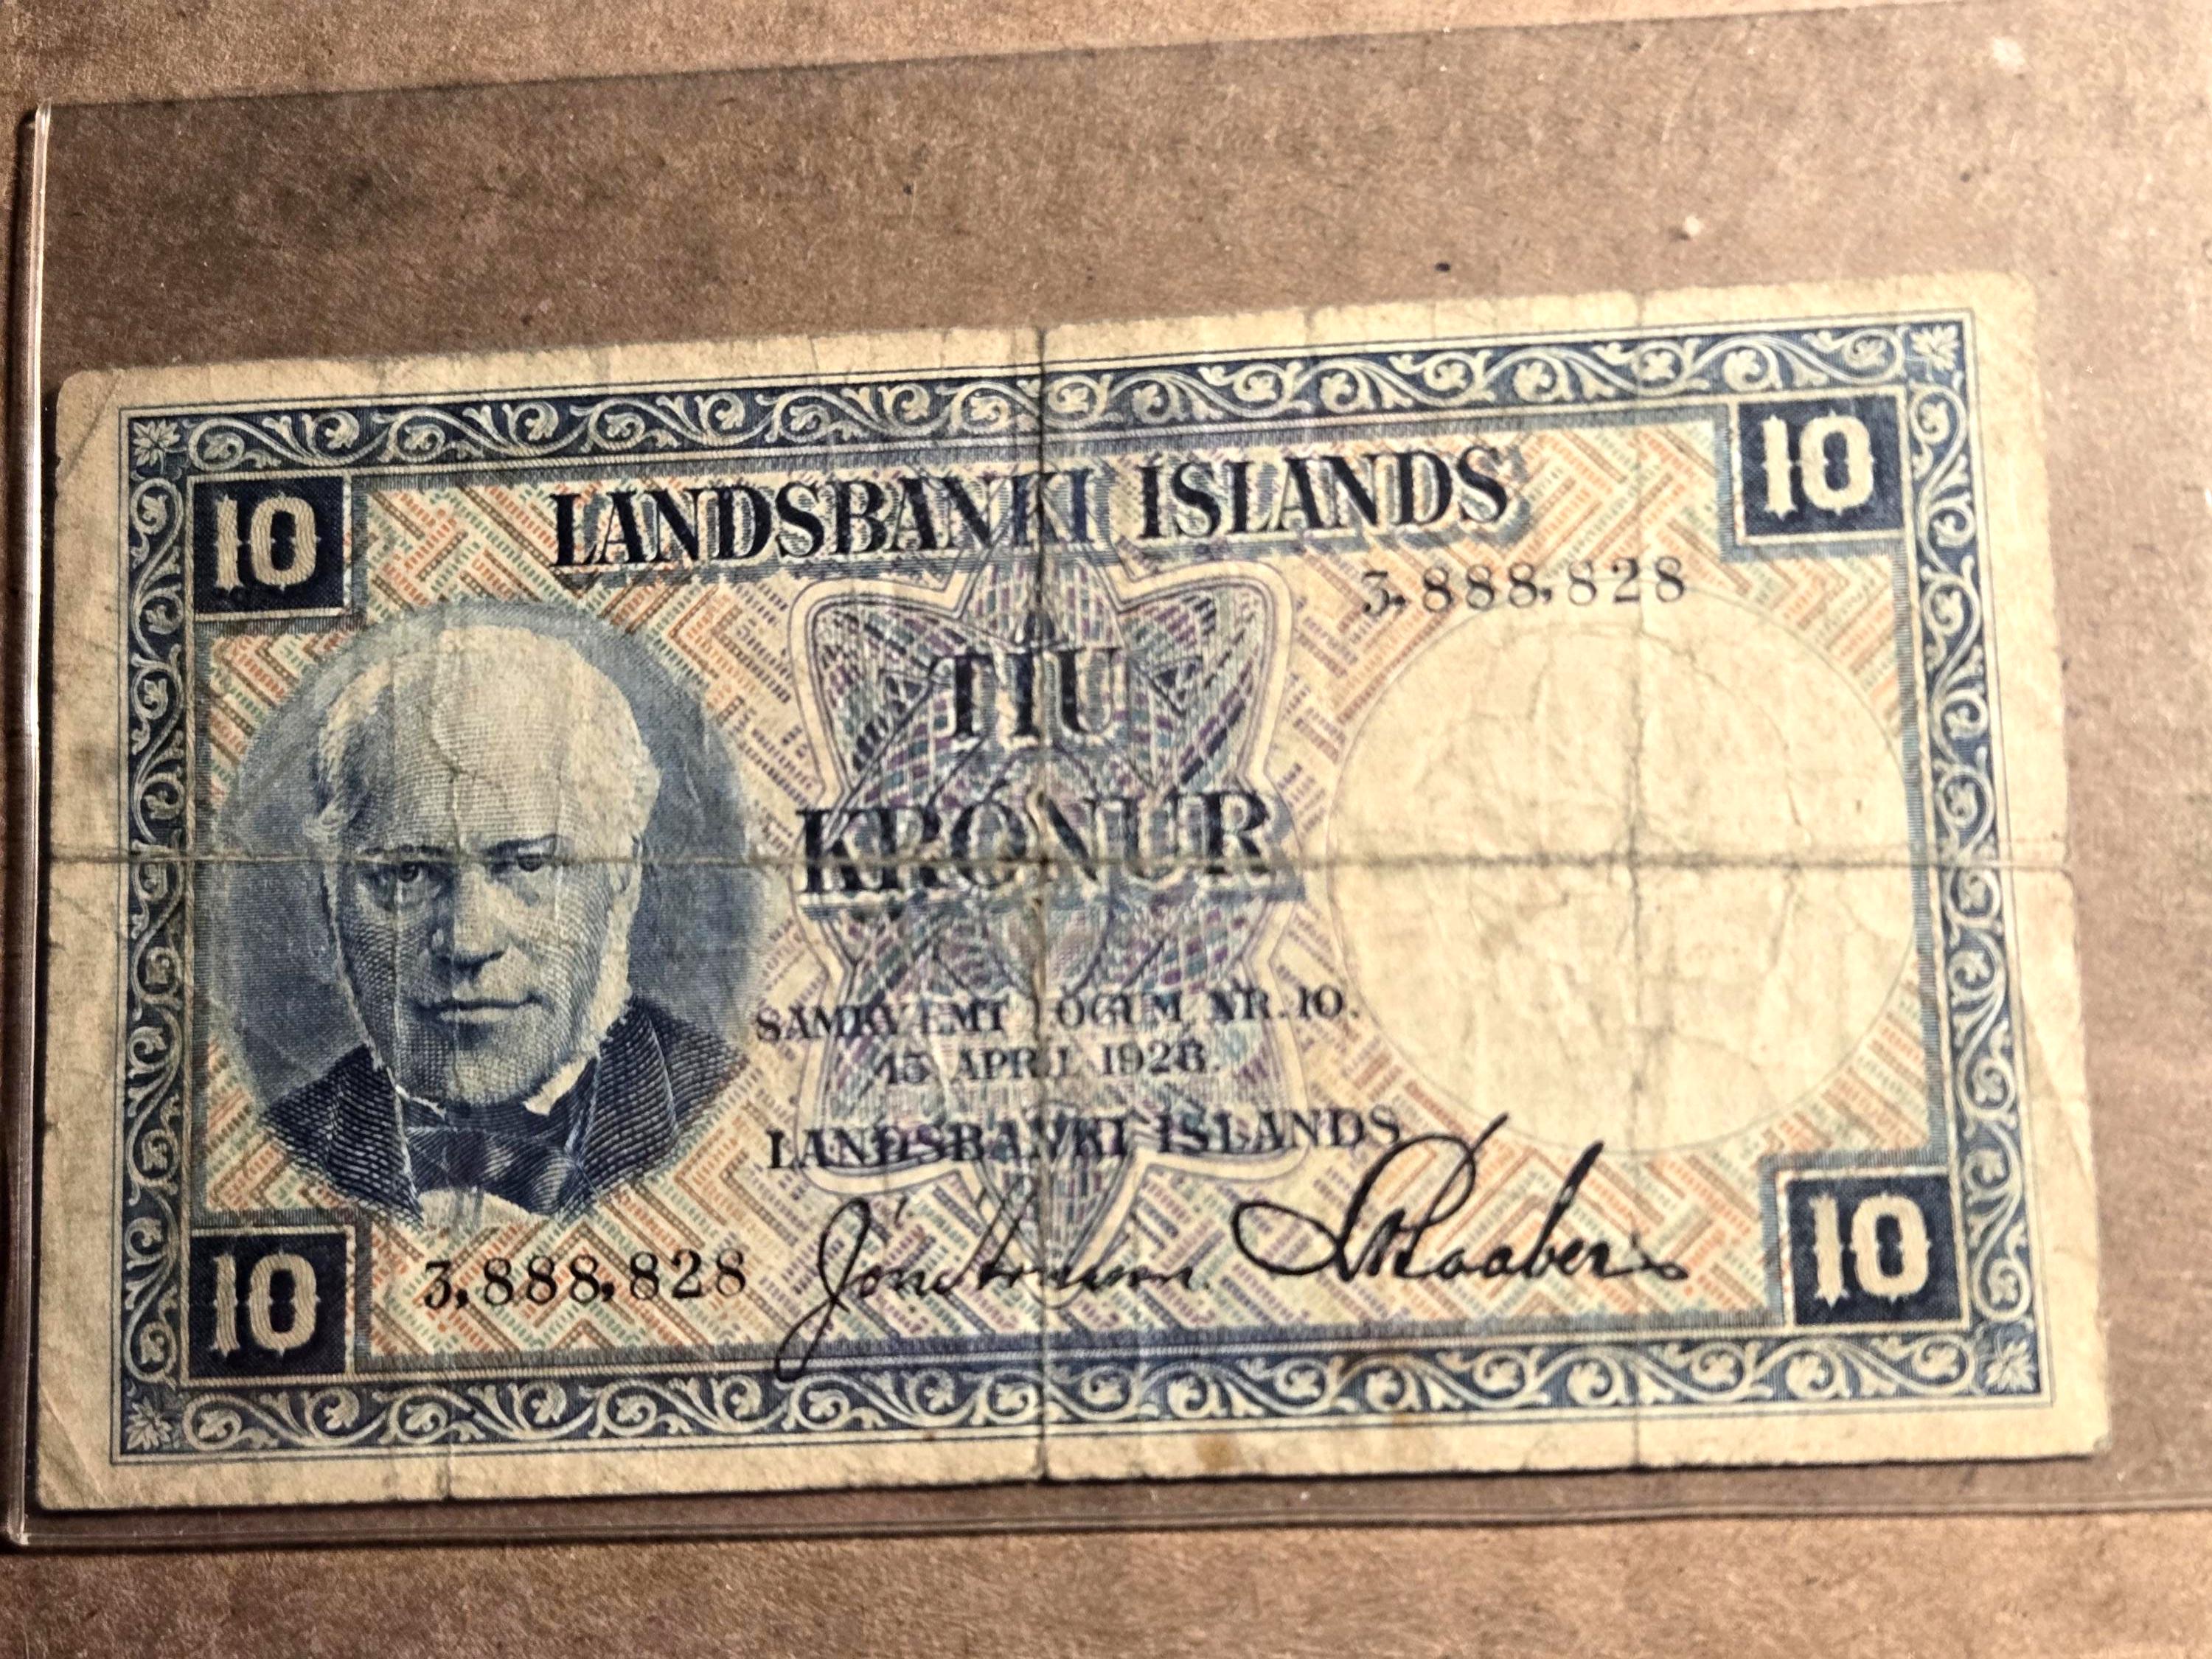 10 10
LANDSBANKI ÍSLANDS
3,888,828
TÍU
KRÓNUR
SAMKVÆMT LÖGUM NR. 10.
15 APRÍL 1928.
LANDSBANKI ÍSLANDS
3,888,828
10 10